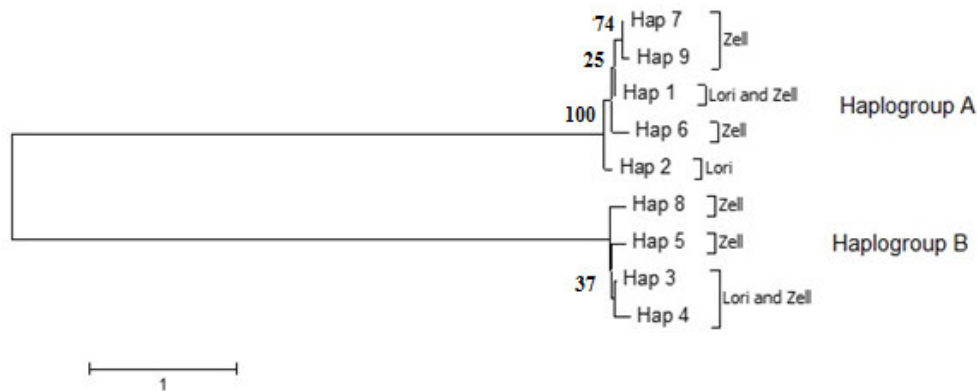 74 Hap 7
Zell
25 Hap 9
Hap 1 Lori and Zell
Haplogroup A
100
Hap 6 Zell
Hap 2 Lori
Hap 8 Zell
Hap 5 Zell
Haplogroup B
37 Hap 3
Lori and Zell
Hap 4
1